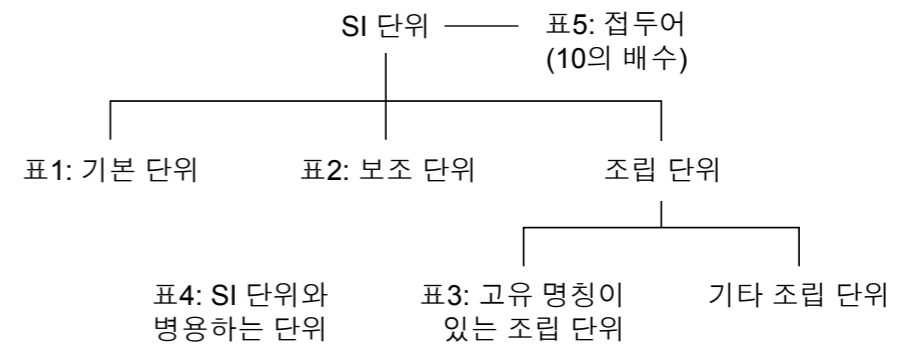 SI 단위
표5: 접두어
(10의 배수)
표1: 기본 단위
표2: 보조 단위
조립 단위
표4: SI 단위와
병용하는 단위
표3: 고유 명칭이
있는 조립 단위
기타 조립 단위